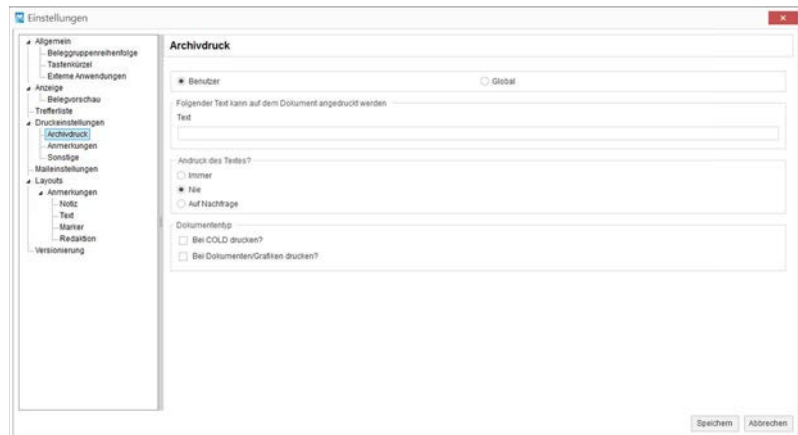 Einstellungen
Allgemein
Beleggruppenreihenfolge
Tastenkürzel
Externe Anwendungen
Anzeige
Belegvorschau
Trefferliste
Druckeinstellungen
Archivdruck
Anmerkungen
Sonstige
Maileinstellungen
Layouts
Anmerkungen
Notiz
Text
Marker
Redaktion
Versionierung
Archivdruck
Benutzer Global
Folgender Text kann auf dem Dokument angedruckt werden
Text
Andruck des Textes?
Immer
Nie
Auf Nachfrage
Dokumententyp
Bei COLD drucken?
Bei Dokumenten/Grafiken drucken?
Speichern Abbrechen